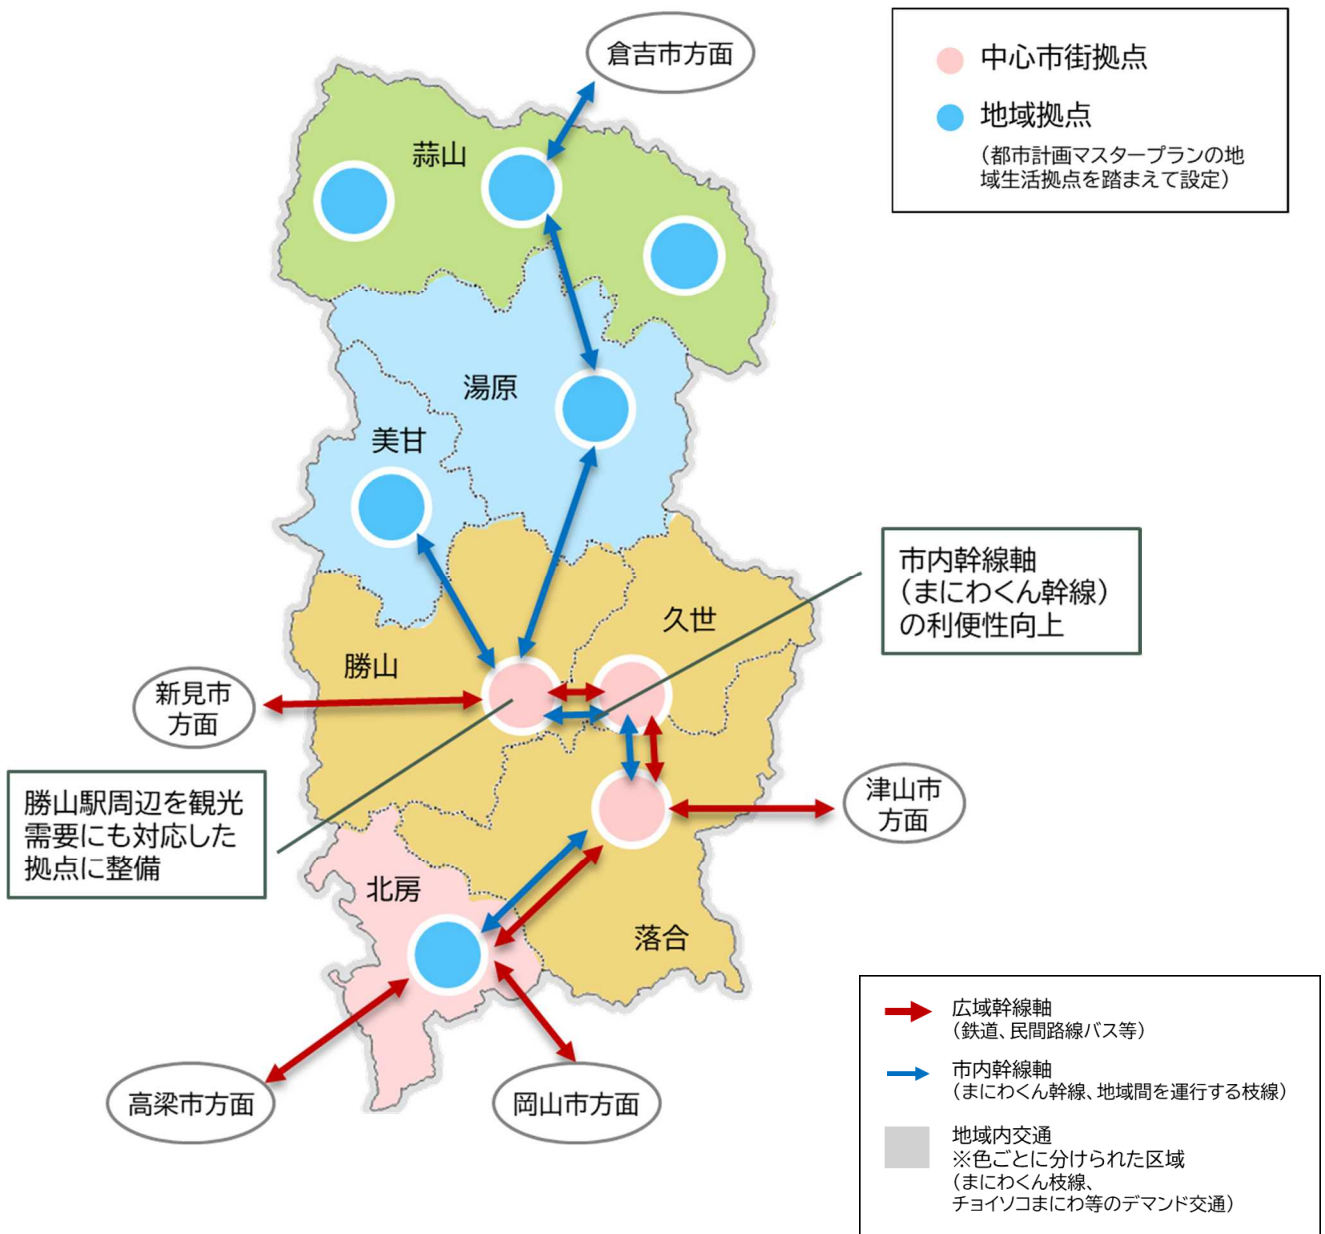 倉吉市方面
中心市街拠点
地域拠点
（都市計画マスタープランの地
域生活拠点を踏まえて設定）
蒜山
湯原
美甘
市内幹線軸
（まにわくん幹線）
の利便性向上
久世
勝山
新見市
方面
津山市
方面
勝山駅周辺を観光
需要にも対応した
拠点に整備
北房
落合
高梁市方面
岡山市方面
広域幹線軸
（鉄道、民間路線バス等）
市内幹線軸
（まにわくん幹線、地域間を運行する枝線）
地域内交通
※色ごとに分けられた区域
（まにわくん枝線、
チョイソコまにわ等のデマンド交通）